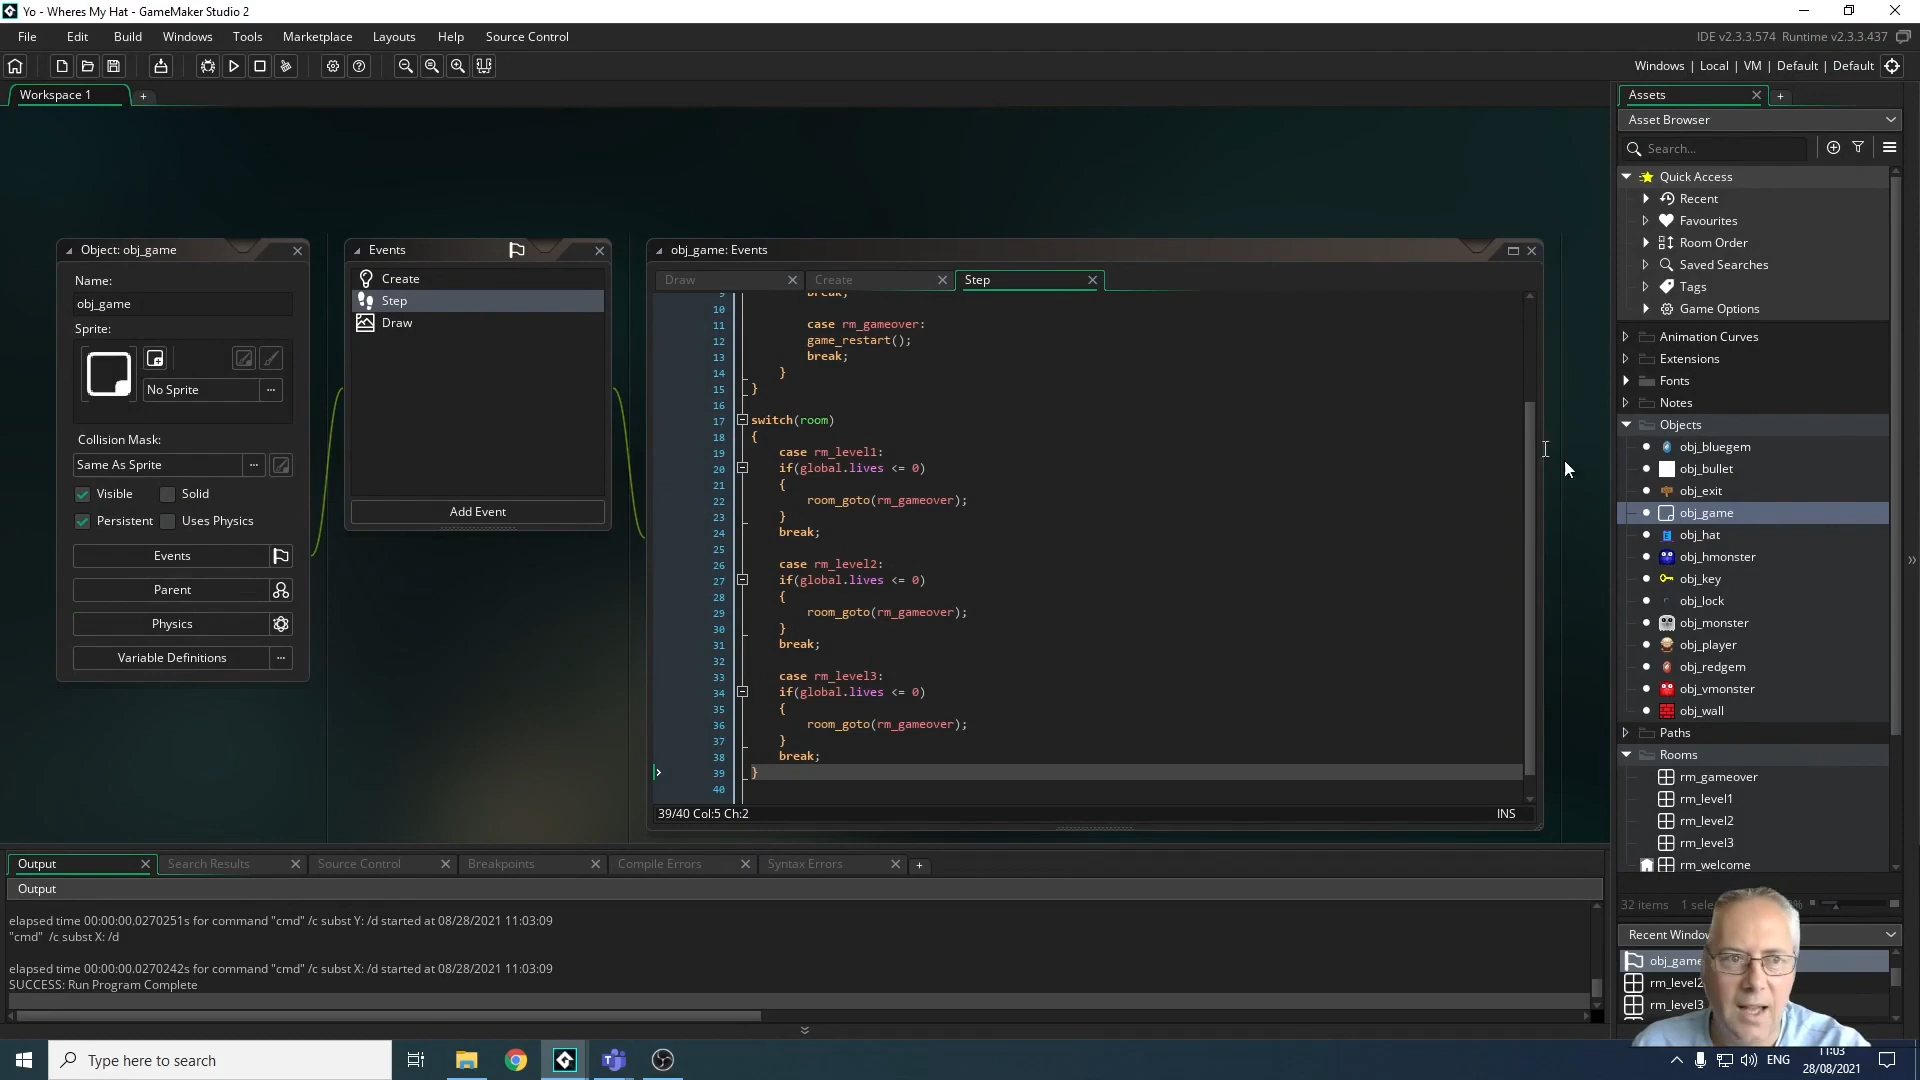 Yo - Wheres My Hat - GameMaker Studio 2
File Edit Build Windows Tools Marketplace Layouts Help Source Control
IDE v2.3.3.574 Runtime v2.3.3.437
Windows | Local | VM | Default | Default
Workspace 1
Object: obj_game
Name:
obj_game
Sprite:
No Sprite
Collision Mask:
Same As Sprite
Visible Solid
Persistent Uses Physics
Events
Parent
Physics
Variable Definitions
Events
Create
Step
Draw
Add Event
obj_game: Events
Draw Create Step
9 break;
10
11 case rm_gameover:
12 game_restart();
13 break;
14 }
15 }
16
17 switch(room)
18 {
19 case rm_level1:
20 if(global.lives <= 0)
21 {
22 room_goto(rm_gameover);
23 }
24 break;
25
26 case rm_level2:
27 if(global.lives <= 0)
28 {
29 room_goto(rm_gameover);
30 }
31 break;
32
33 case rm_level3:
34 if(global.lives <= 0)
35 {
36 room_goto(rm_gameover);
37 }
38 break;
39 }
40
39/40 Col:5 Ch:2 INS
Assets
Asset Browser
Search...
Quick Access
Recent
Favourites
Room Order
Saved Searches
Tags
Game Options
Animation Curves
Extensions
Fonts
Notes
Objects
obj_bluegem
obj_bullet
obj_exit
obj_game
obj_hat
obj_hmonster
obj_key
obj_lock
obj_monster
obj_player
obj_redgem
obj_vmonster
obj_wall
Paths
Rooms
rm_gameover
rm_level1
rm_level2
rm_level3
rm_welcome
32 items 1 sele %
Recent Window
obj_game
rm_level2
rm_level3
Output Search Results Source Control Breakpoints Compile Errors Syntax Errors
Output
elapsed time 00:00:00.0270251s for command "cmd" /c subst Y: /d started at 08/28/2021 11:03:09
"cmd" /c subst X: /d
elapsed time 00:00:00.0270242s for command "cmd" /c subst X: /d started at 08/28/2021 11:03:09
SUCCESS: Run Program Complete
Type here to search
ENG
11:03
28/08/2021